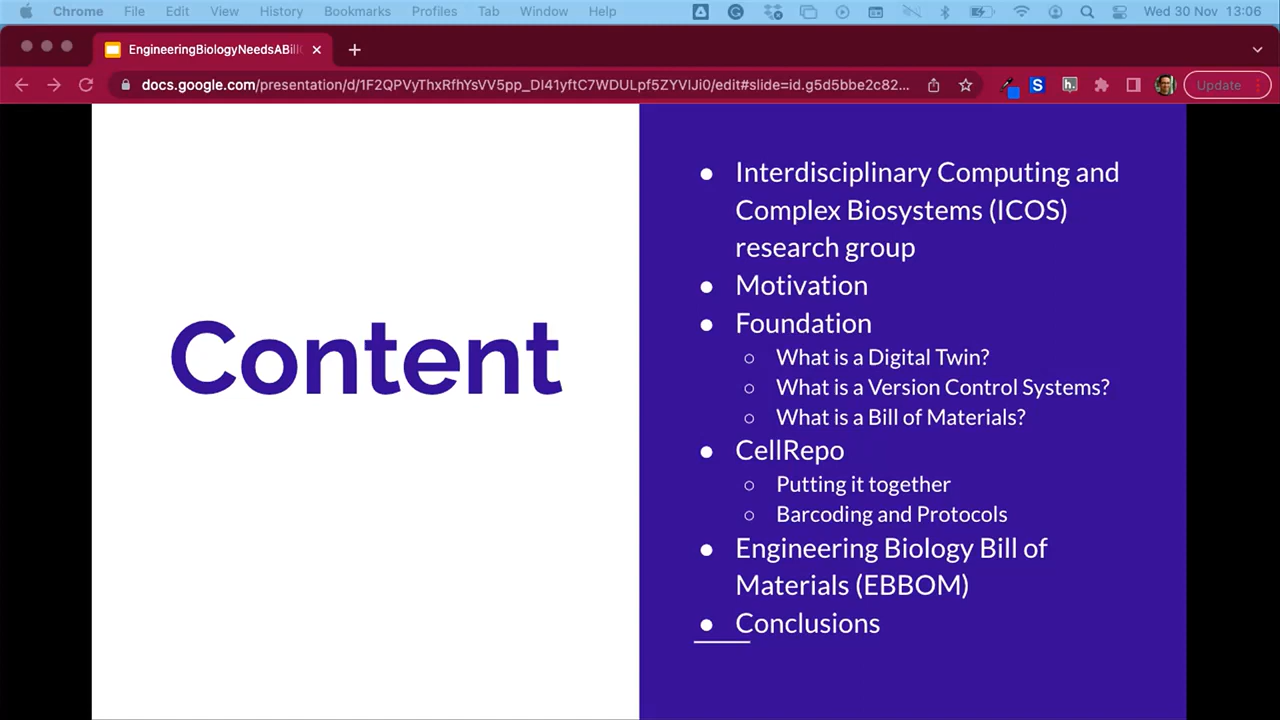 Chrome File Edit View History Bookmarks Profiles Tab Window Help Wed 30 Nov 13:06
EngineeringBiologyNeedsABill
docs.google.com/presentation/d/1F2QPVyThxRfhYsVV5pp_DI41yftC7WDULpf5ZYVIJi0/edit#slide=id.g5d5bbe2c82... Update
Content
● Interdisciplinary Computing and
Complex Biosystems (ICOS)
research group
● Motivation
● Foundation
○ What is a Digital Twin?
○ What is a Version Control Systems?
○ What is a Bill of Materials?
● CellRepo
○ Putting it together
○ Barcoding and Protocols
● Engineering Biology Bill of
Materials (EBBOM)
● Conclusions